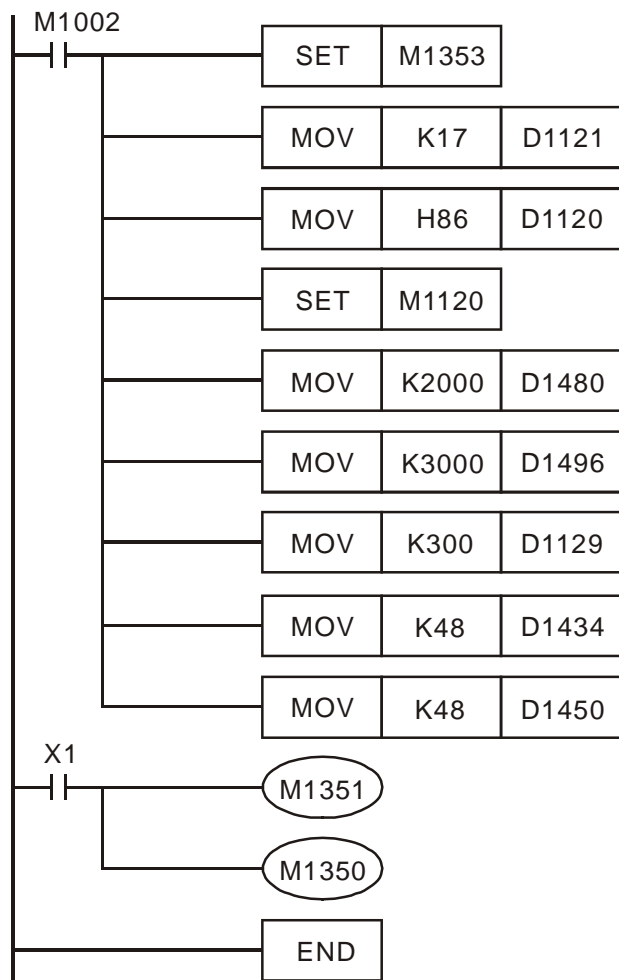 M1002
SET M1353
MOV K17 D1121
MOV H86 D1120
SET M1120
MOV K2000 D1480
MOV K3000 D1496
MOV K300 D1129
MOV K48 D1434
MOV K48 D1450
X1
M1351
M1350
END